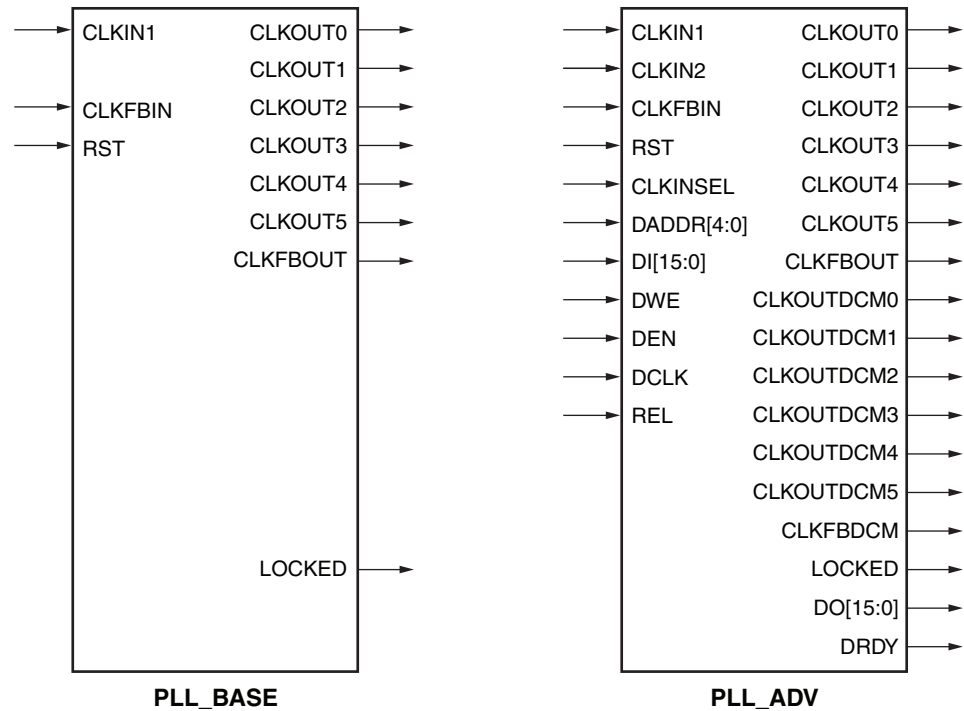 CLKIN1 CLKOUT0
CLKOUT1
CLKFBIN CLKOUT2
RST CLKOUT3
CLKOUT4
CLKOUT5
CLKFBOUT
LOCKED
PLL_BASE
CLKIN1 CLKOUT0
CLKIN2 CLKOUT1
CLKFBIN CLKOUT2
RST CLKOUT3
CLKINSEL CLKOUT4
DADDR[4:0] CLKOUT5
DI[15:0] CLKFBOUT
DWE CLKOUTDCM0
DEN CLKOUTDCM1
DCLK CLKOUTDCM2
REL CLKOUTDCM3
CLKOUTDCM4
CLKOUTDCM5
CLKFBDCM
LOCKED
DO[15:0]
DRDY
PLL_ADV